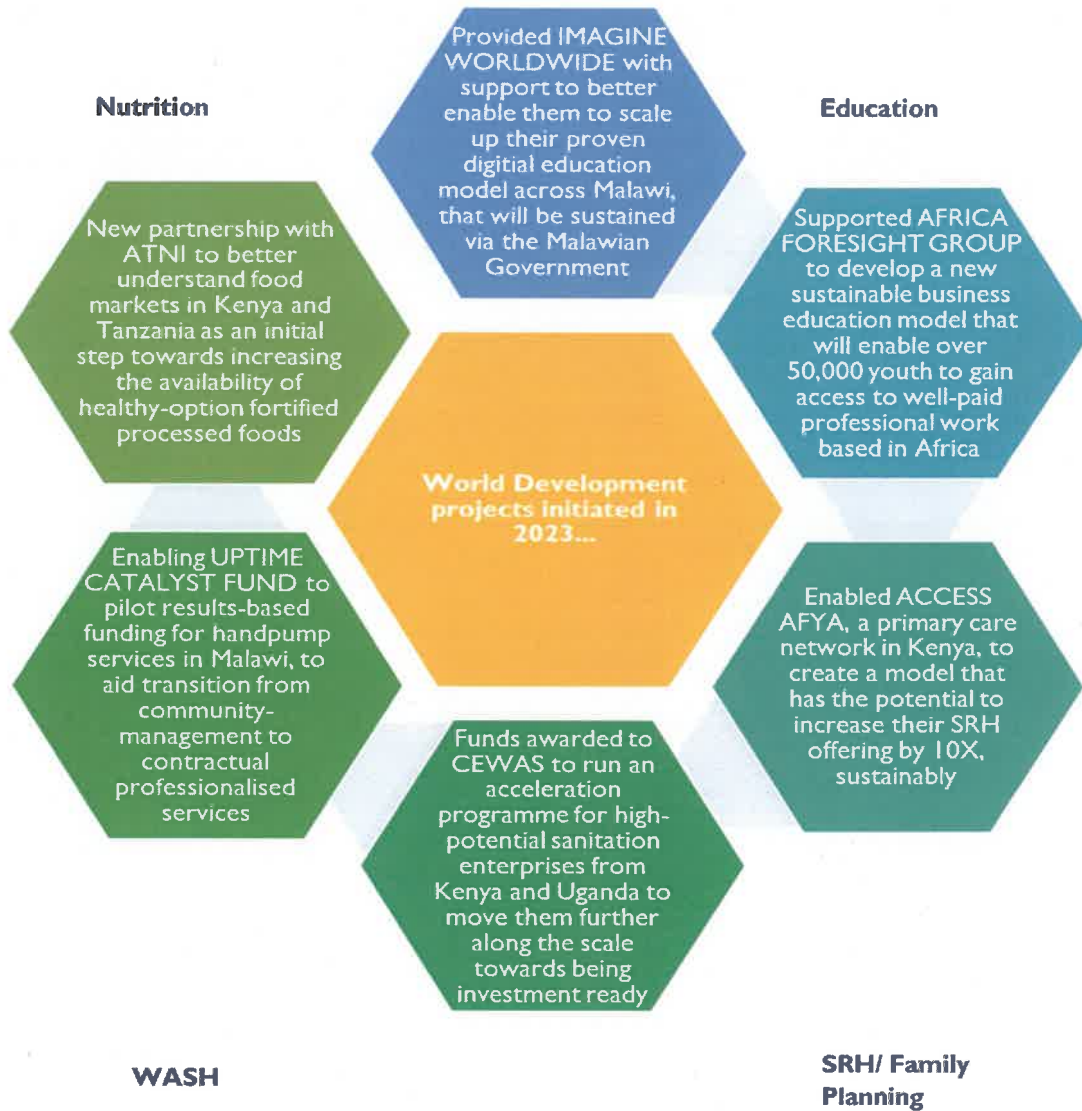 Nutrition
Education
Provided IMAGINE
WORLDWIDE with
support to better
enable them to scale
up their proven
digitial education
model across Malawi,
that will be sustained
via the Malawian
Government
New partnership with
ATNI to better
understand food
markets in Kenya and
Tanzania as an initial
step towards increasing
the availability of
healthy-option fortified
processed foods
Supported AFRICA
FORESIGHT GROUP
to develop a new
sustainable business
education model that
will enable over
50,000 youth to gain
access to well-paid
professional work
based in Africa
World Development
projects initiated in
2023...
Enabling UPTIME
CATALYST FUND to
pilot results-based
funding for handpump
services in Malawi, to
aid transition from
community-
management to
contractual
professionalised
services
Enabled ACCESS
AFYA, a primary care
network in Kenya, to
create a model that
has the potential to
increase their SRH
offering by 10X,
sustainably
Funds awarded to
CEWAS to run an
acceleration
programme for high-
potential sanitation
enterprises from
Kenya and Uganda to
move them further
along the scale
towards being
investment ready
WASH
SRH/ Family
Planning